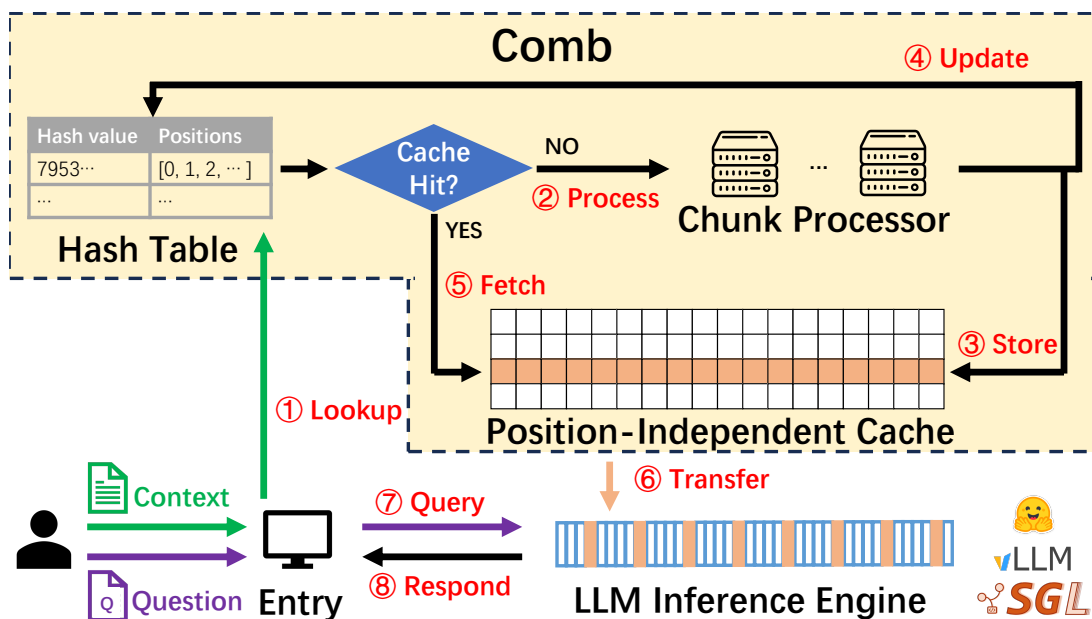 Comb
④ Update
Hash value Positions
7953··· [0, 1, 2, ··· ]
... ...
Hash Table
Cache
Hit?
NO
② Process
...
Chunk Processor
YES
⑤ Fetch
③ Store
① Lookup
Position-Independent Cache
⑥ Transfer
Context
⑦ Query
Q Question
Entry
⑧ Respond
LLM Inference Engine
vLLM
SGL